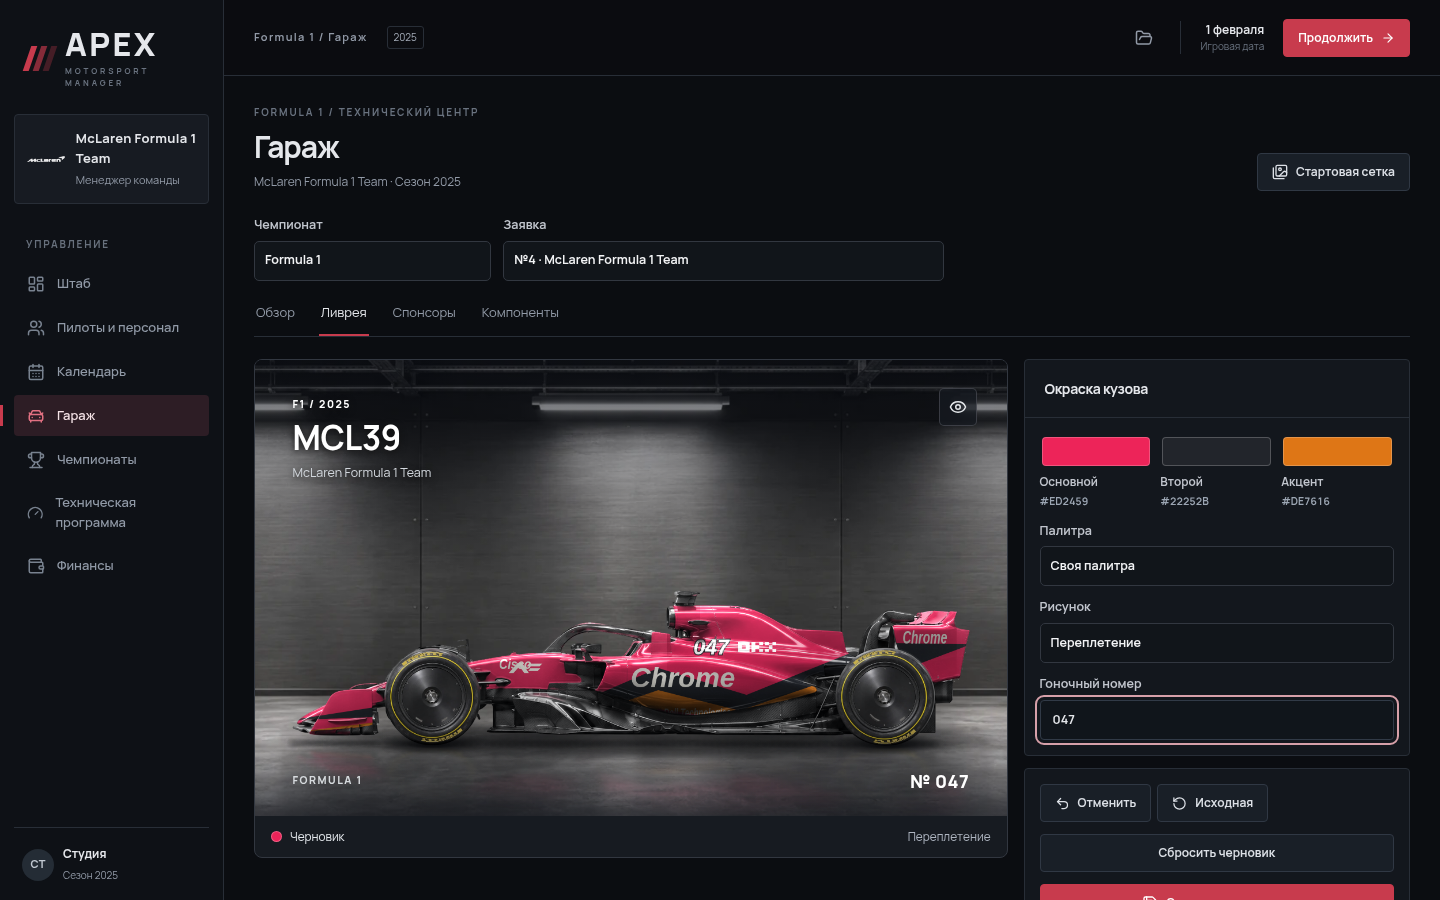 APEX
MOTORSPORT
MANAGER
McLaren
McLaren Formula 1
Team
Менеджер команды
УПРАВЛЕНИЕ
Штаб
Пилоты и персонал
Календарь
Гараж
Чемпионаты
Техническая
программа
Финансы
СТ
Студия
Сезон 2025
Formula 1 / Гараж
2025
1 февраля
Игровая дата
Продолжить
FORMULA 1 / ТЕХНИЧЕСКИЙ ЦЕНТР
Гараж
McLaren Formula 1 Team · Сезон 2025
Стартовая сетка
Чемпионат
Заявка
Formula 1
№4 · McLaren Formula 1 Team
Обзор
Ливрея
Спонсоры
Компоненты
F1 / 2025
MCL39
McLaren Formula 1 Team
047
Chrome
Chrome
FORMULA 1
№ 047
Черновик
Переплетение
Окраска кузова
Основной
Второй
Акцент
#ED2459
#22252B
#DE7616
Палитра
Своя палитра
Рисунок
Переплетение
Гоночный номер
047
Отменить
Исходная
Сбросить черновик